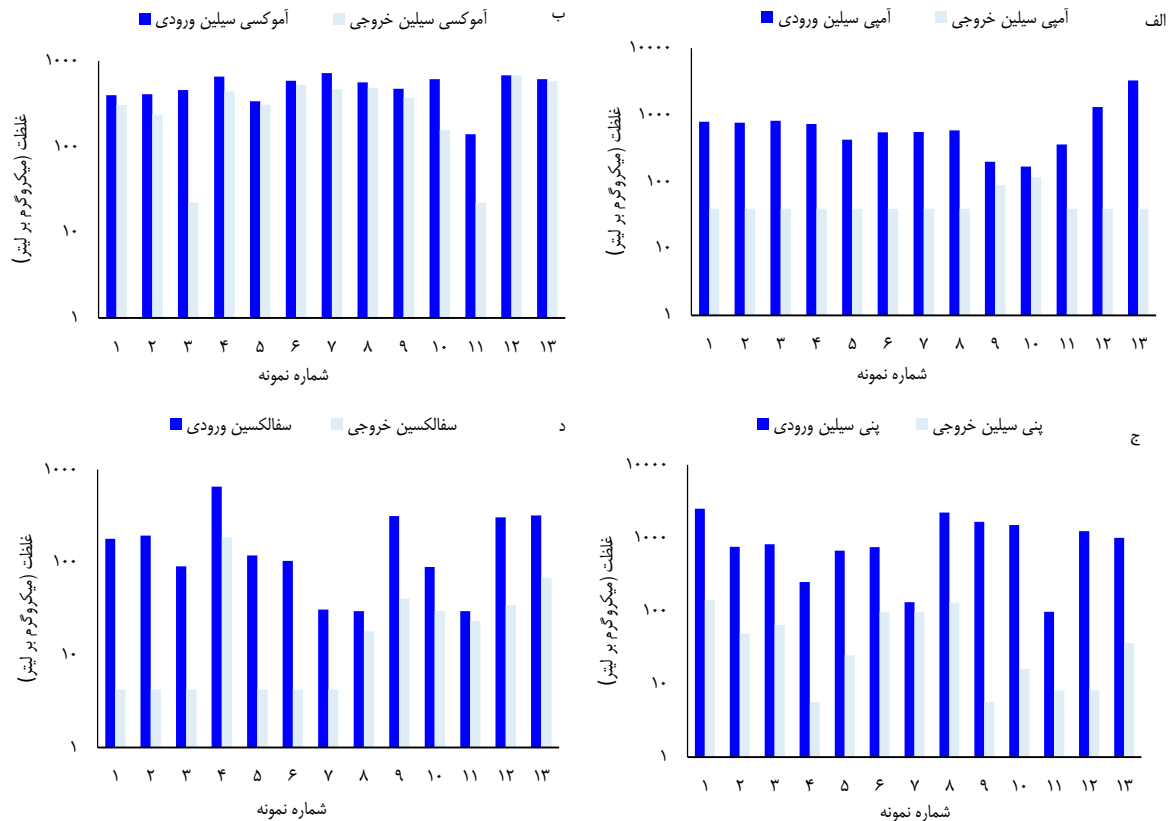 الف
آمپی سیلین ورودی
آمپی سیلین خروجی
غلظت (میکروگرم بر لیتر)
۱۰۰۰۰
۱۰۰۰
۱۰۰
۱۰
۱
۱ ۲ ۳ ۴ ۵ ۶ ۷ ۸ ۹ ۱۰ ۱۱ ۱۲ ۱۳
شماره نمونه
ب
آموکسی سیلین ورودی
آموکسی سیلین خروجی
غلظت (میکروگرم بر لیتر)
۱۰۰۰
۱۰۰
۱۰
۱
۱ ۲ ۳ ۴ ۵ ۶ ۷ ۸ ۹ ۱۰ ۱۱ ۱۲ ۱۳
شماره نمونه
ج
پنی سیلین ورودی
پنی سیلین خروجی
غلظت (میکروگرم بر لیتر)
۱۰۰۰۰
۱۰۰۰
۱۰۰
۱۰
۱
۱ ۲ ۳ ۴ ۵ ۶ ۷ ۸ ۹ ۱۰ ۱۱ ۱۲ ۱۳
شماره نمونه
د
سفالکسین ورودی
سفالکسین خروجی
غلظت (میکروگرم بر لیتر)
۱۰۰۰
۱۰۰
۱۰
۱
۱ ۲ ۳ ۴ ۵ ۶ ۷ ۸ ۹ ۱۰ ۱۱ ۱۲ ۱۳
شماره نمونه